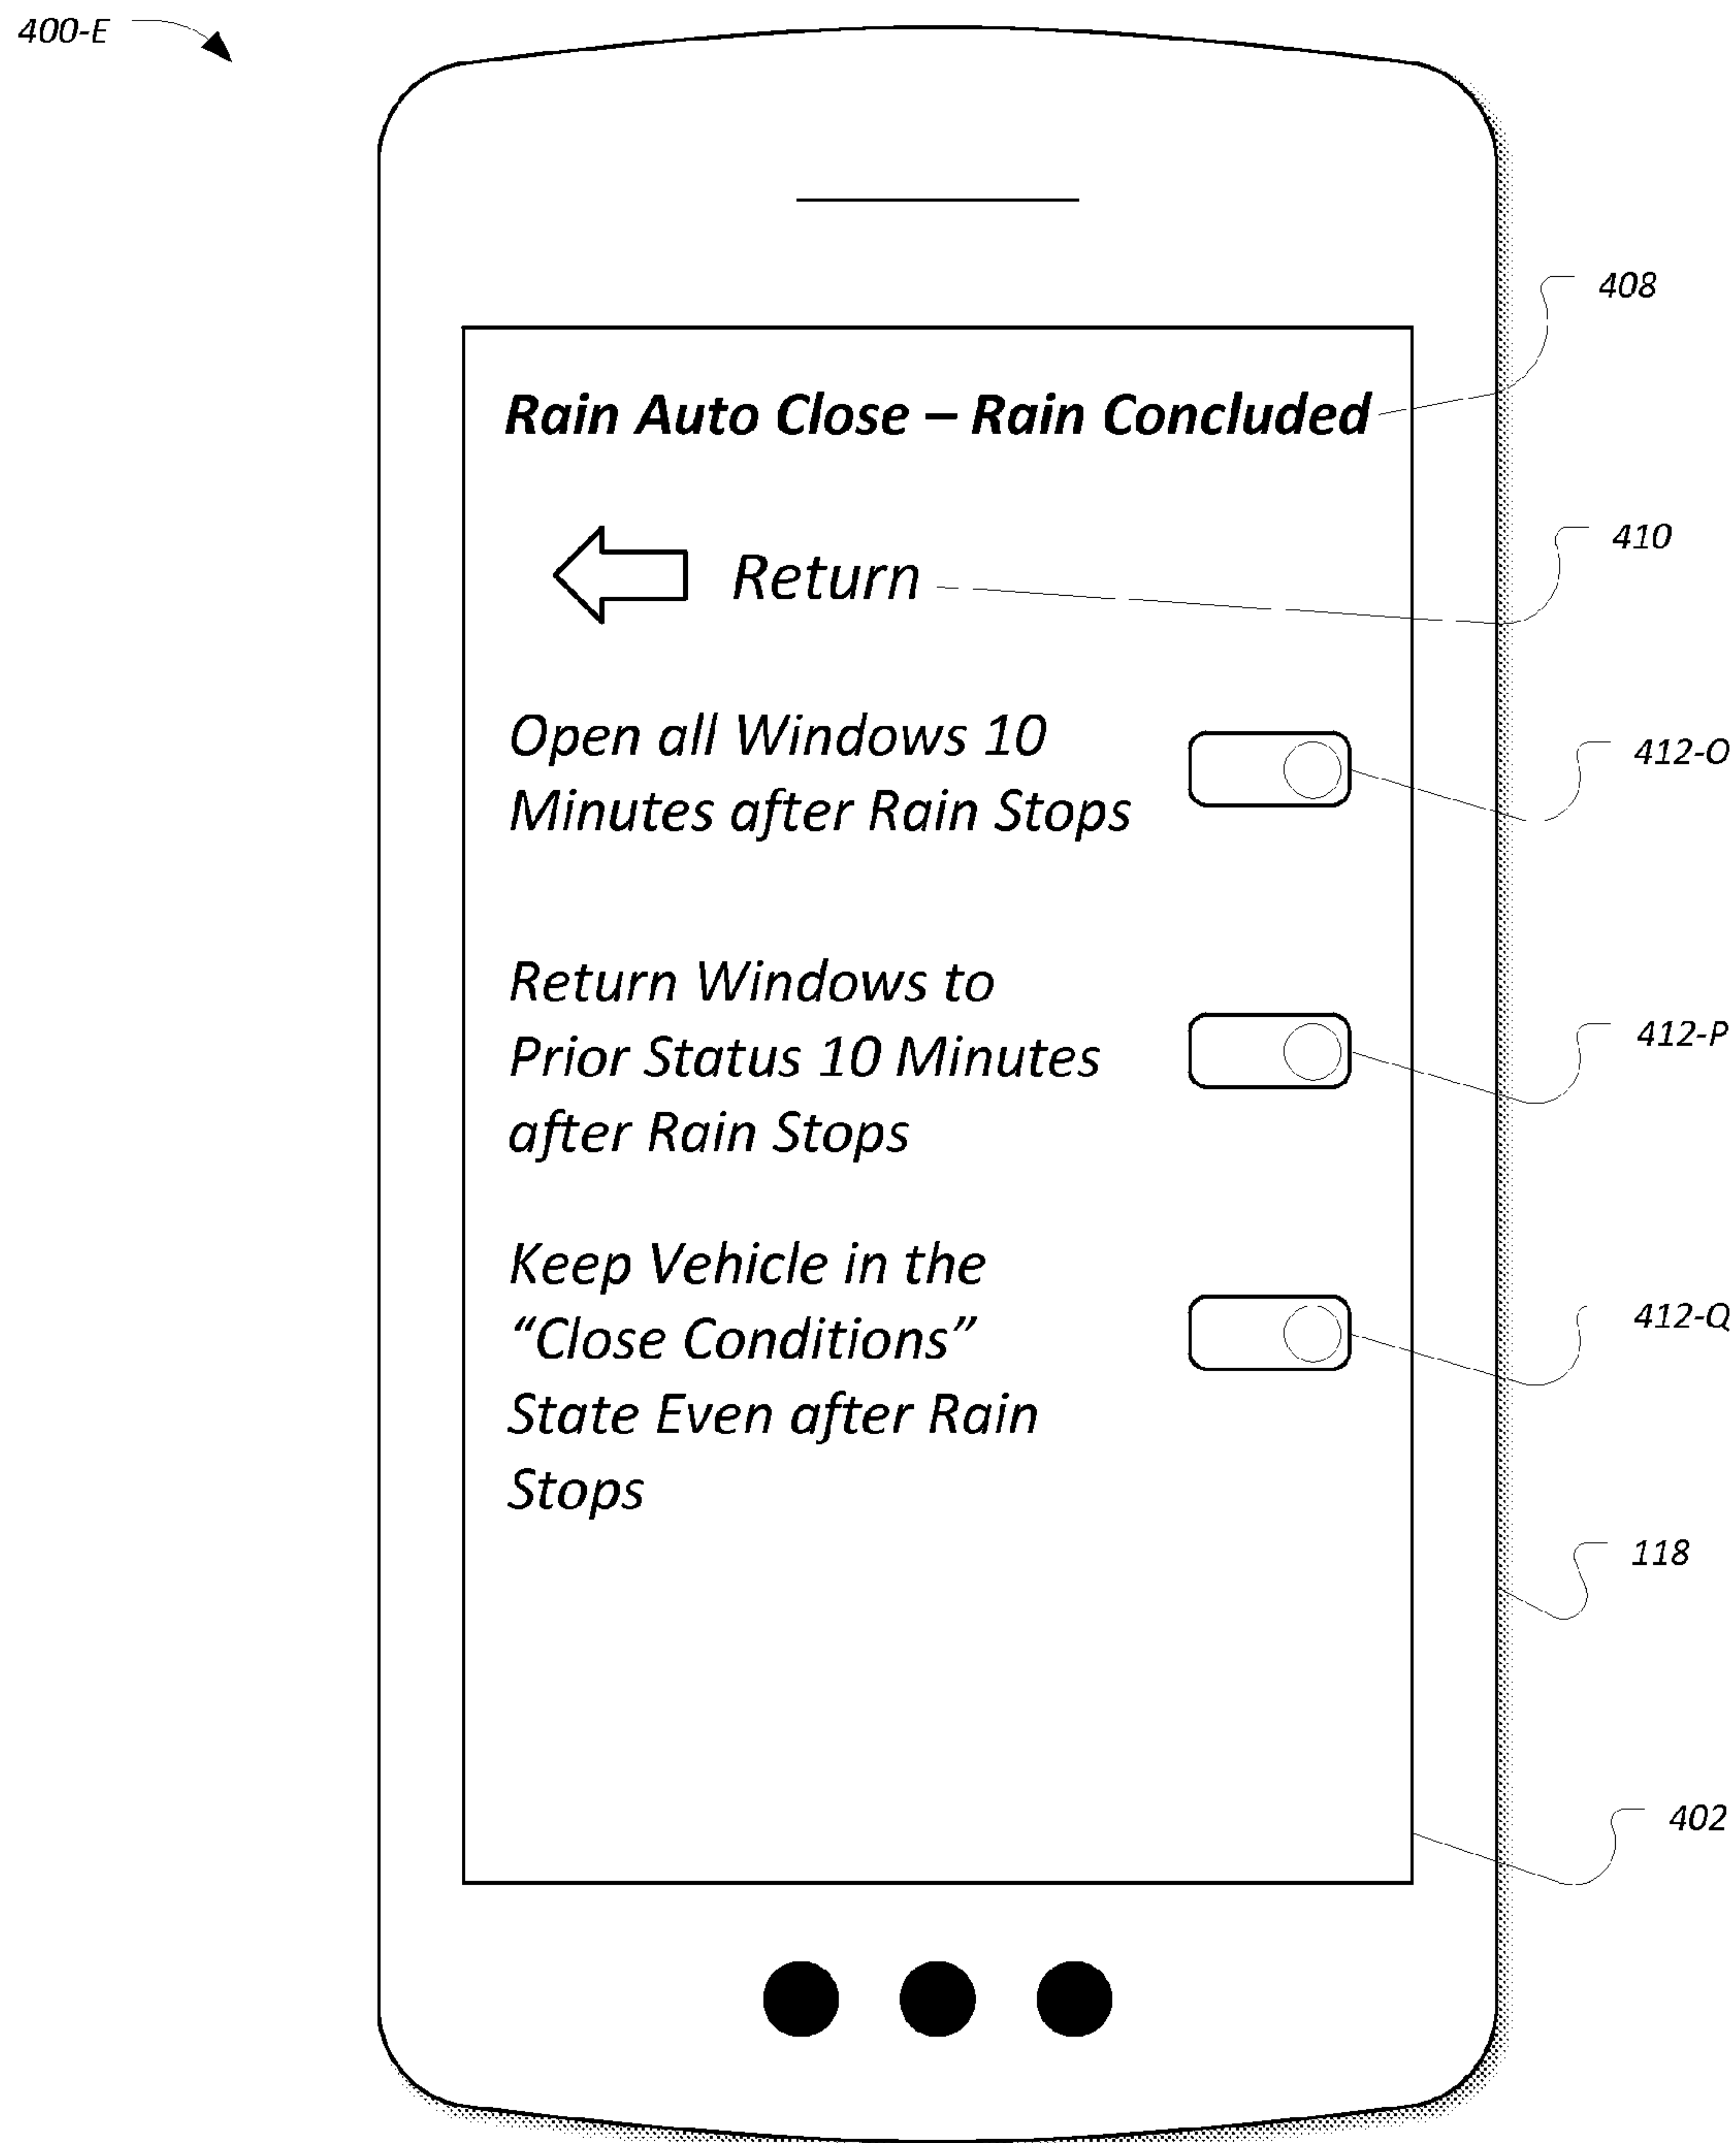 400-E
408
Rain Auto Close – Rain Concluded
410
Return
Open all Windows 10
Minutes after Rain Stops
412-O
Return Windows to
Prior Status 10 Minutes
after Rain Stops
412-P
Keep Vehicle in the
“Close Conditions”
State Even after Rain
Stops
412-Q
118
402